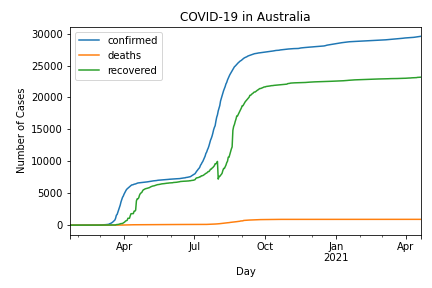 COVID-19 in Australia
confirmed
deaths
recovered
Number of Cases
30000
25000
20000
15000
10000
5000
0
Apr
Jul
Oct
Jan
2021
Apr
Day